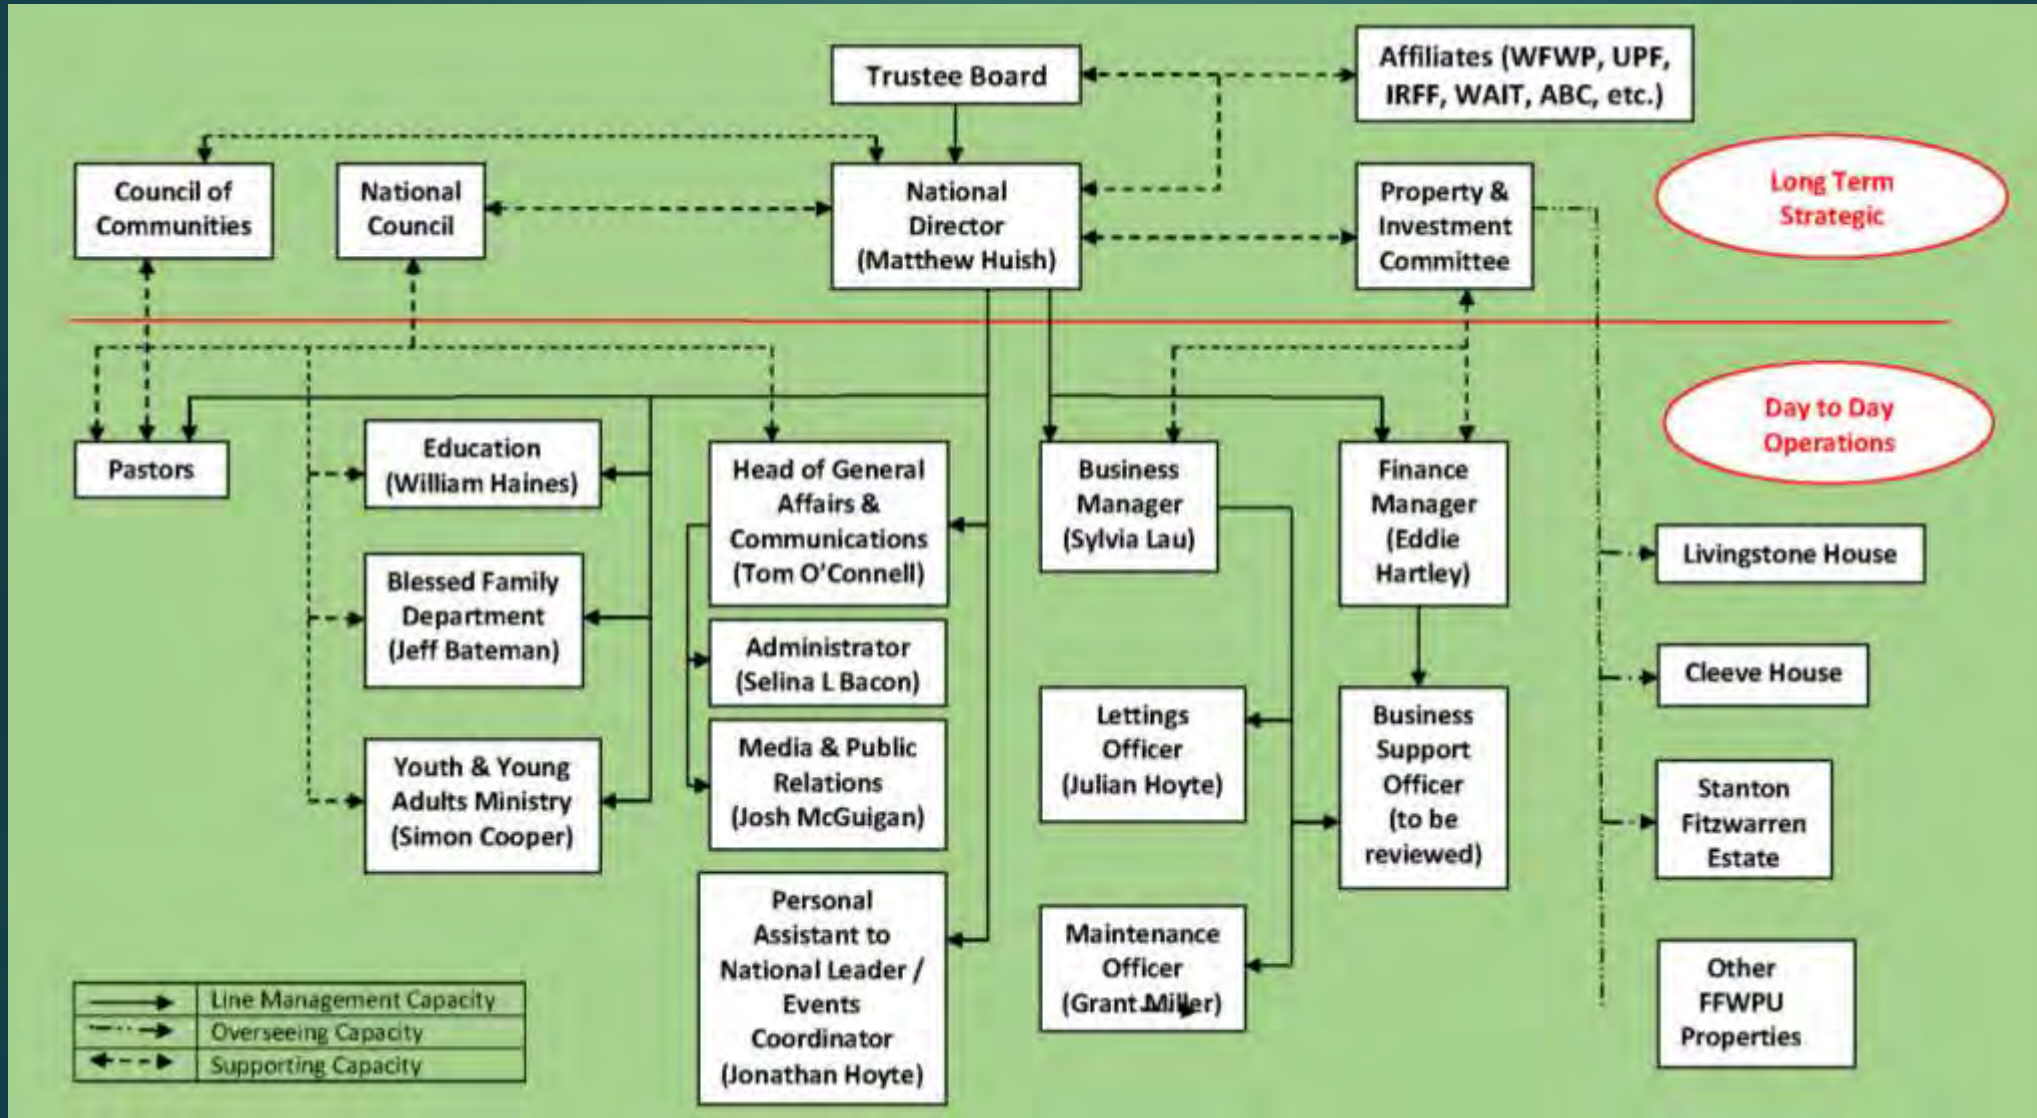 Trustee Board
Affiliates (WFWP, UPF,
IRFF, WAIT, ABC, etc.)
Council of
Communities
National
Council
National
Director
(Matthew Huish)
Property &
Investment
Committee
Long Term
Strategic
Day to Day
Operations
Pastors
Education
(William Haines)
Blessed Family
Department
(Jeff Bateman)
Youth & Young
Adults Ministry
(Simon Cooper)
Head of General
Affairs &
Communications
(Tom O'Connell)
Administrator
(Selina L Bacon)
Media & Public
Relations
(Josh McGuigan)
Personal
Assistant to
National Leader /
Events
Coordinator
(Jonathan Hoyte)
Business
Manager
(Sylvia Lau)
Lettings
Officer
(Julian Hoyte)
Maintenance
Officer
(Grant Miller)
Finance
Manager
(Eddie
Hartley)
Business
Support
Officer
(to be
reviewed)
Livingstone House
Cleeve House
Stanton
Fitzwarren
Estate
Other
FFWPU
Properties
Line Management Capacity
Overseeing Capacity
Supporting Capacity